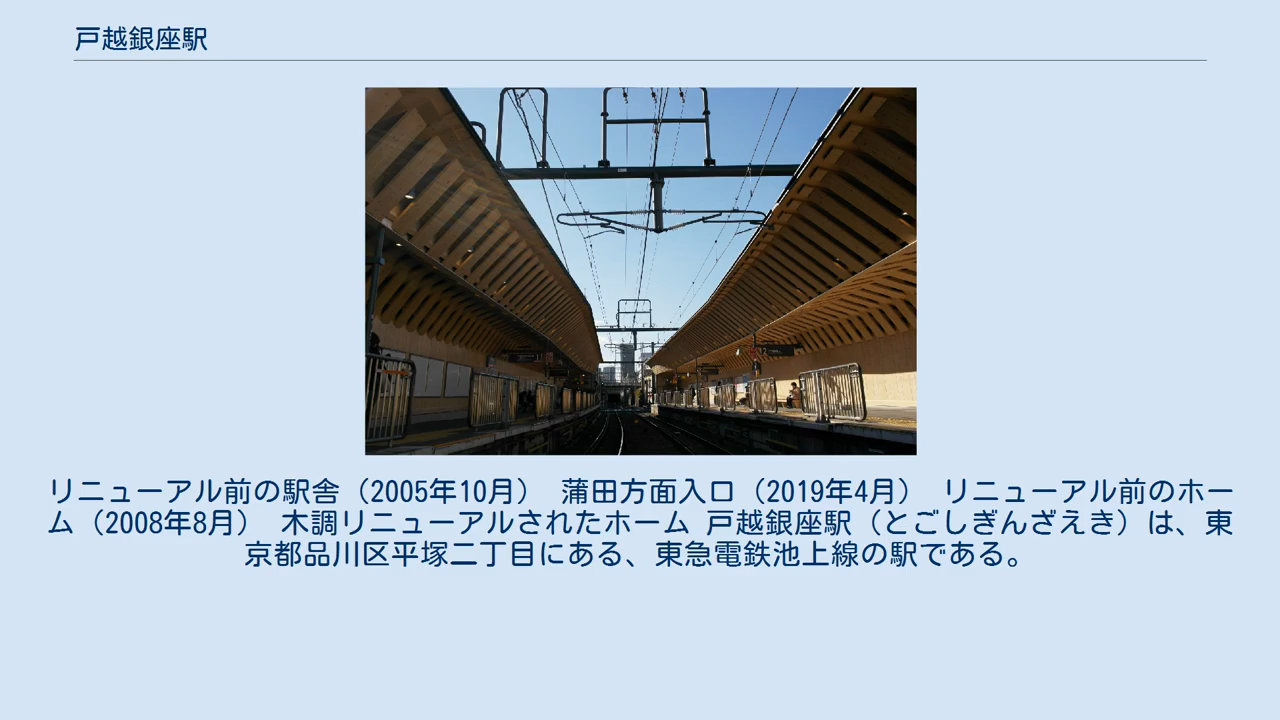 戸越銀座駅
リニューアル前の駅舎（2005年10月） 蒲田方面入口（2019年4月） リニューアル前のホー
ム（2008年8月） 木調リニューアルされたホーム 戸越銀座駅（とごしぎんざえき）は、東
京都品川区平塚二丁目にある、東急電鉄池上線の駅である。